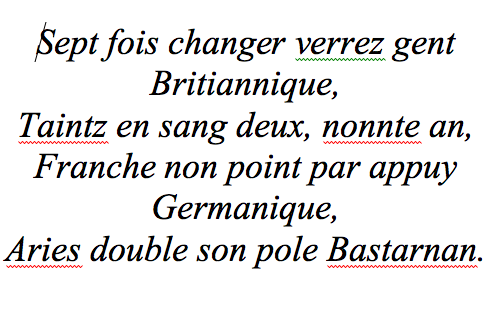 Sept fois changer verrez gent
Britiannique,
Taintz en sang deux, nonnte an,
Franche non point par appuy
Germanique,
Aries double son pole Bastarnan.